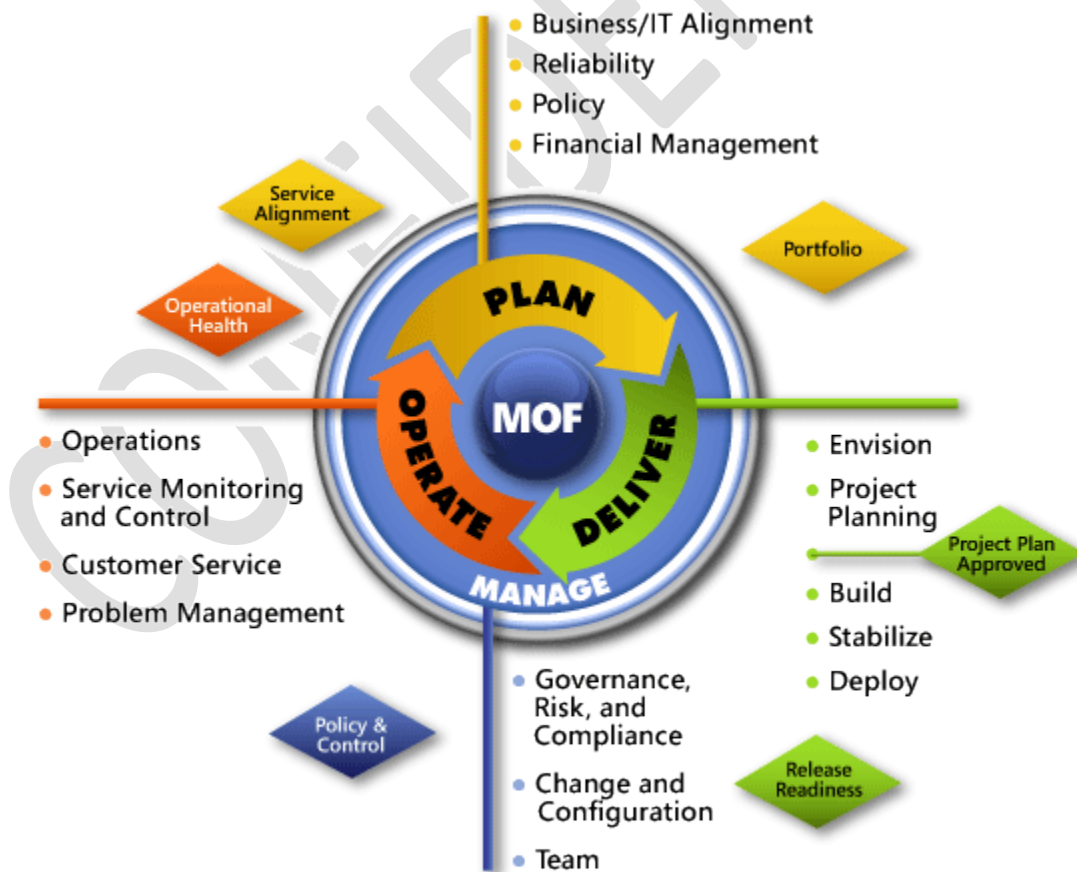 Business/IT Alignment
Reliability
Policy
Financial Management
Service
Alignment
Portfolio
Operational
Health
PLAN
MOF
OPERATE
DELIVER
MANAGE
Operations
Service Monitoring
and Control
Customer Service
Problem Management
Envision
Project
Planning
Project Plan
Approved
Build
Stabilize
Deploy
Policy &
Control
Governance,
Risk, and
Compliance
Change and
Configuration
Team
Release
Readiness